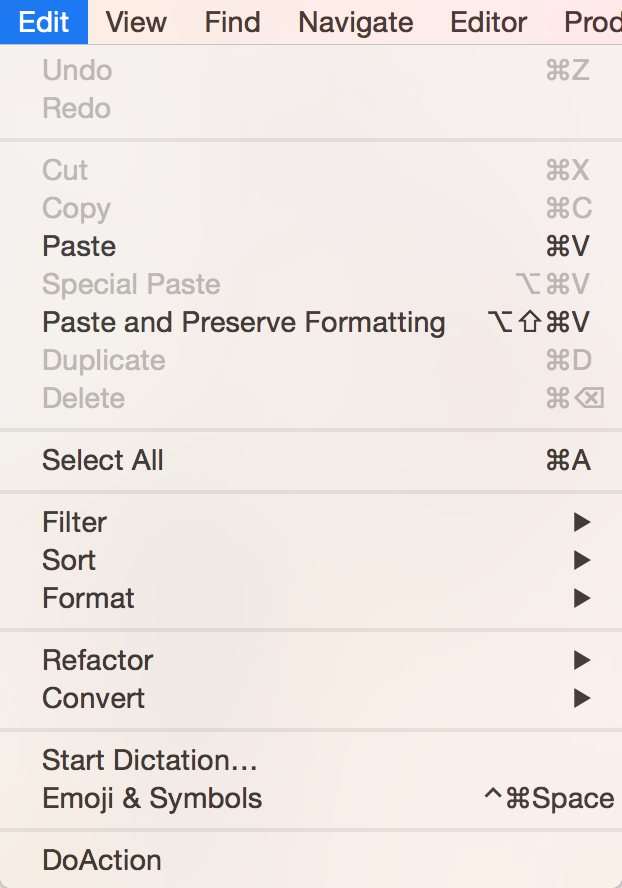 Edit View Find Navigate Editor Prod
Undo ⌘Z
Redo
Cut ⌘X
Copy ⌘C
Paste ⌘V
Special Paste ⌥⌘V
Paste and Preserve Formatting ⌥⇧⌘V
Duplicate ⌘D
Delete ⌘⌫
Select All ⌘A
Filter ▶
Sort ▶
Format ▶
Refactor ▶
Convert ▶
Start Dictation…
Emoji & Symbols ^⌘Space
DoAction